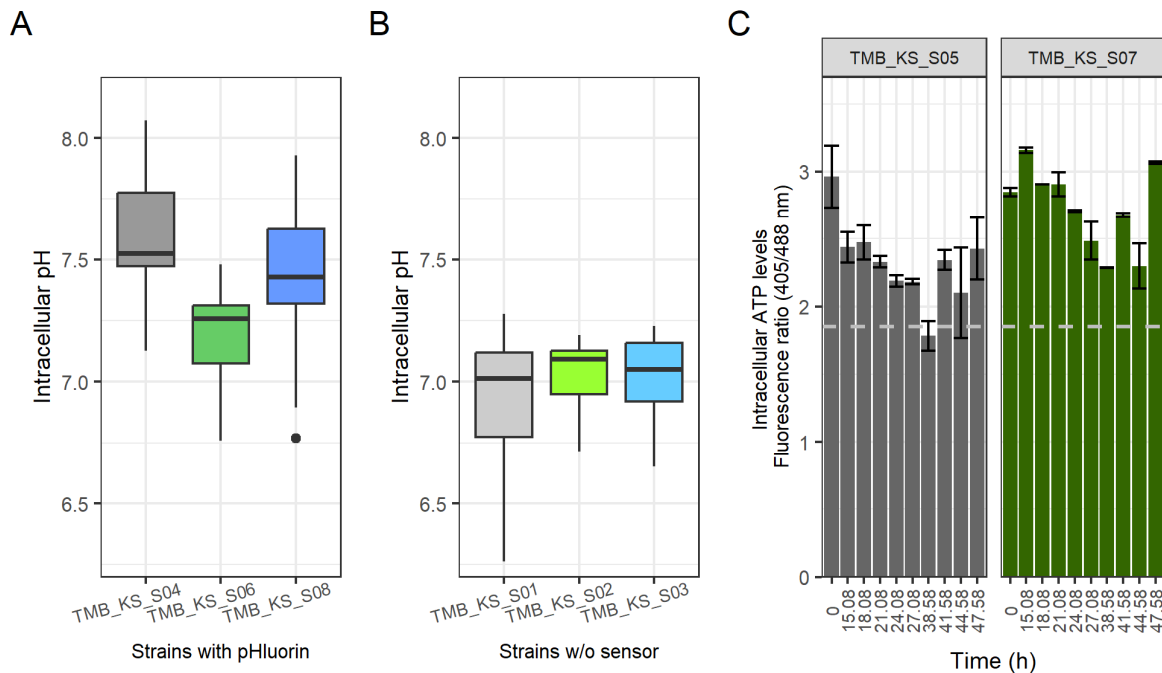 A
Intracellular pH
8.0
7.5
7.0
6.5
TMB_KS_S04
TMB_KS_S06
TMB_KS_S08
Strains with pHluorin
B
Intracellular pH
8.0
7.5
7.0
6.5
TMB_KS_S01
TMB_KS_S02
TMB_KS_S03
Strains w/o sensor
C
TMB_KS_S05
TMB_KS_S07
Intracellular ATP levels
Fluorescence ratio (405/488 nm)
3
2
1
0
0
15.08
18.08
21.08
24.08
27.08
38.58
41.58
44.58
47.58
0
15.08
18.08
21.08
24.08
27.08
38.58
41.58
44.58
47.58
Time (h)